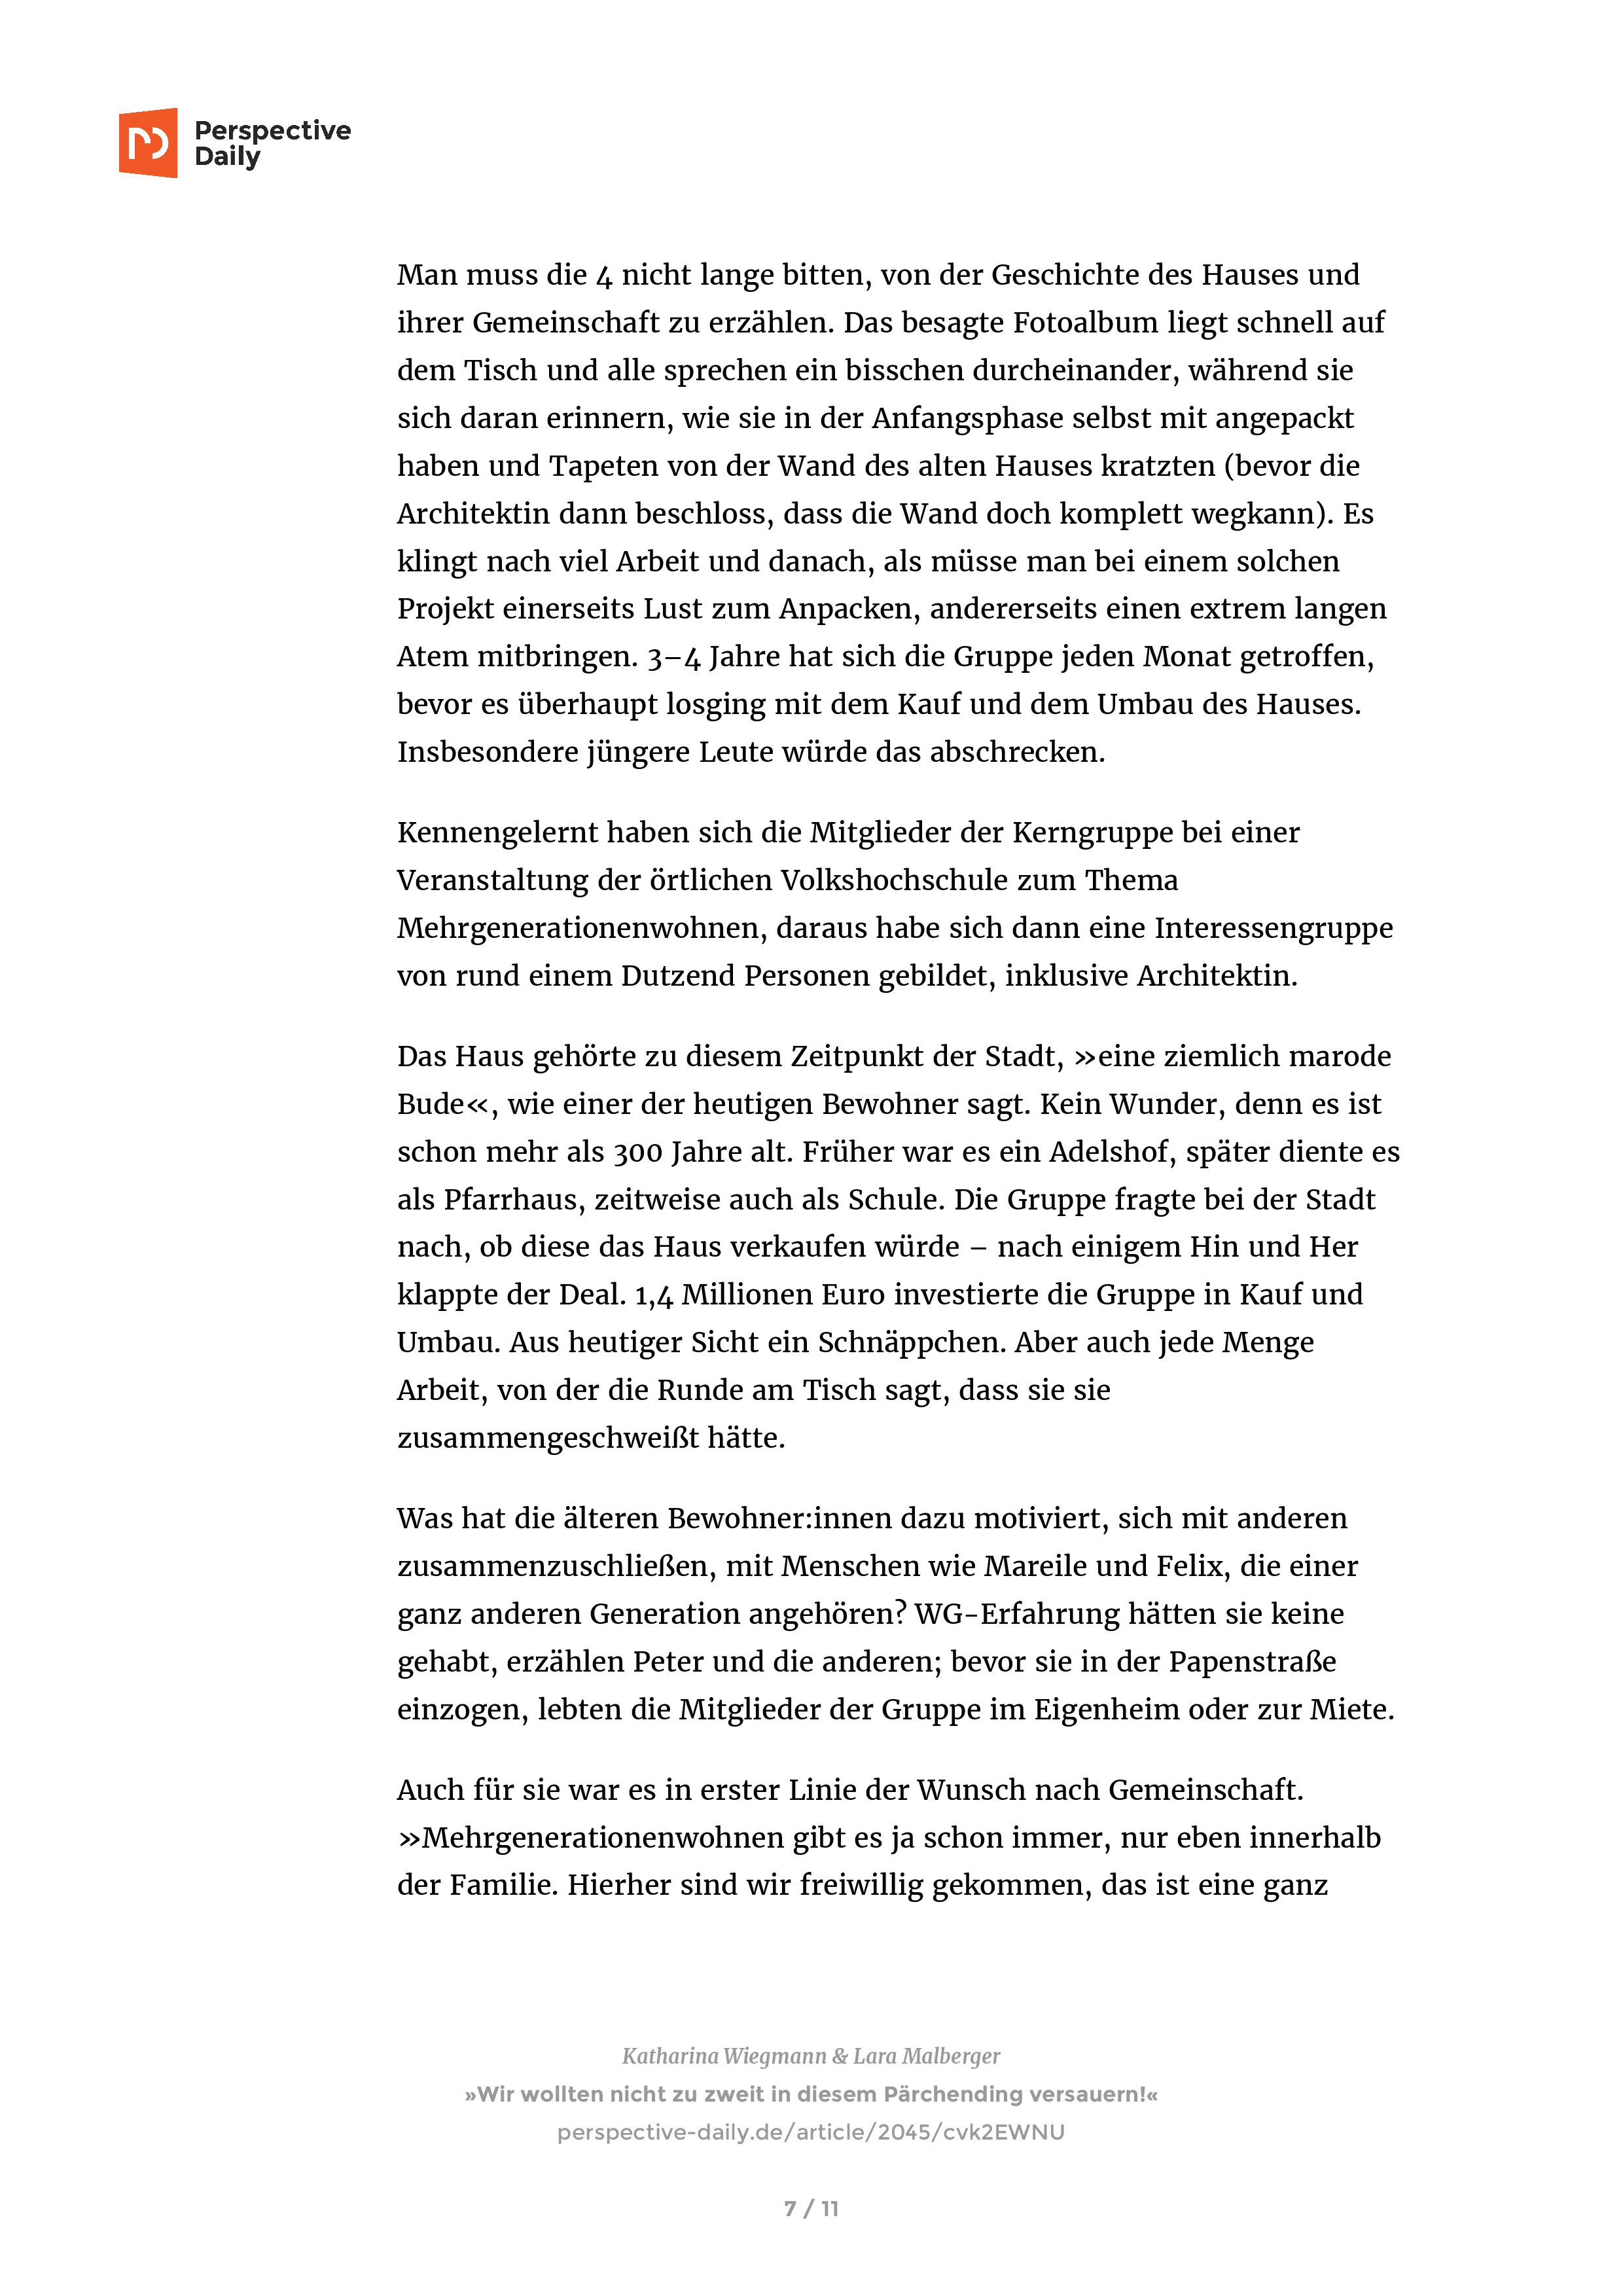 Perspective
Daily
Man muss die 4 nicht lange bitten, von der Geschichte des Hauses und
ihrer Gemeinschaft zu erzählen. Das besagte Fotoalbum liegt schnell auf
dem Tisch und alle sprechen ein bisschen durcheinander, während sie
sich daran erinnern, wie sie in der Anfangsphase selbst mit angepackt
haben und Tapeten von der Wand des alten Hauses kratzten (bevor die
Architektin dann beschloss, dass die Wand doch komplett wegkann). Es
klingt nach viel Arbeit und danach, als müsse man bei einem solchen
Projekt einerseits Lust zum Anpacken, andererseits einen extrem langen
Atem mitbringen. 3–4 Jahre hat sich die Gruppe jeden Monat getroffen,
bevor es überhaupt losging mit dem Kauf und dem Umbau des Hauses.
Insbesondere jüngere Leute würde das abschrecken.
Kennengelernt haben sich die Mitglieder der Kerngruppe bei einer
Veranstaltung der örtlichen Volkshochschule zum Thema
Mehrgenerationenwohnen, daraus habe sich dann eine Interessengruppe
von rund einem Dutzend Personen gebildet, inklusive Architektin.
Das Haus gehörte zu diesem Zeitpunkt der Stadt, »eine ziemlich marode
Bude«, wie einer der heutigen Bewohner sagt. Kein Wunder, denn es ist
schon mehr als 300 Jahre alt. Früher war es ein Adelshof, später diente es
als Pfarrhaus, zeitweise auch als Schule. Die Gruppe fragte bei der Stadt
nach, ob diese das Haus verkaufen würde – nach einigem Hin und Her
klappte der Deal. 1,4 Millionen Euro investierte die Gruppe in Kauf und
Umbau. Aus heutiger Sicht ein Schnäppchen. Aber auch jede Menge
Arbeit, von der die Runde am Tisch sagt, dass sie sie
zusammengeschweißt hätte.
Was hat die älteren Bewohner:innen dazu motiviert, sich mit anderen
zusammenzuschließen, mit Menschen wie Mareile und Felix, die einer
ganz anderen Generation angehören? WG-Erfahrung hätten sie keine
gehabt, erzählen Peter und die anderen; bevor sie in der Papenstraße
einzogen, lebten die Mitglieder der Gruppe im Eigenheim oder zur Miete.
Auch für sie war es in erster Linie der Wunsch nach Gemeinschaft.
»Mehrgenerationenwohnen gibt es ja schon immer, nur eben innerhalb
der Familie. Hierher sind wir freiwillig gekommen, das ist eine ganz
Katharina Wiegmann & Lara Malberger
»Wir wollten nicht zu zweit in diesem Pärchending versauern!«
perspective-daily.de/article/2045/cvk2EWNU
7 / 11